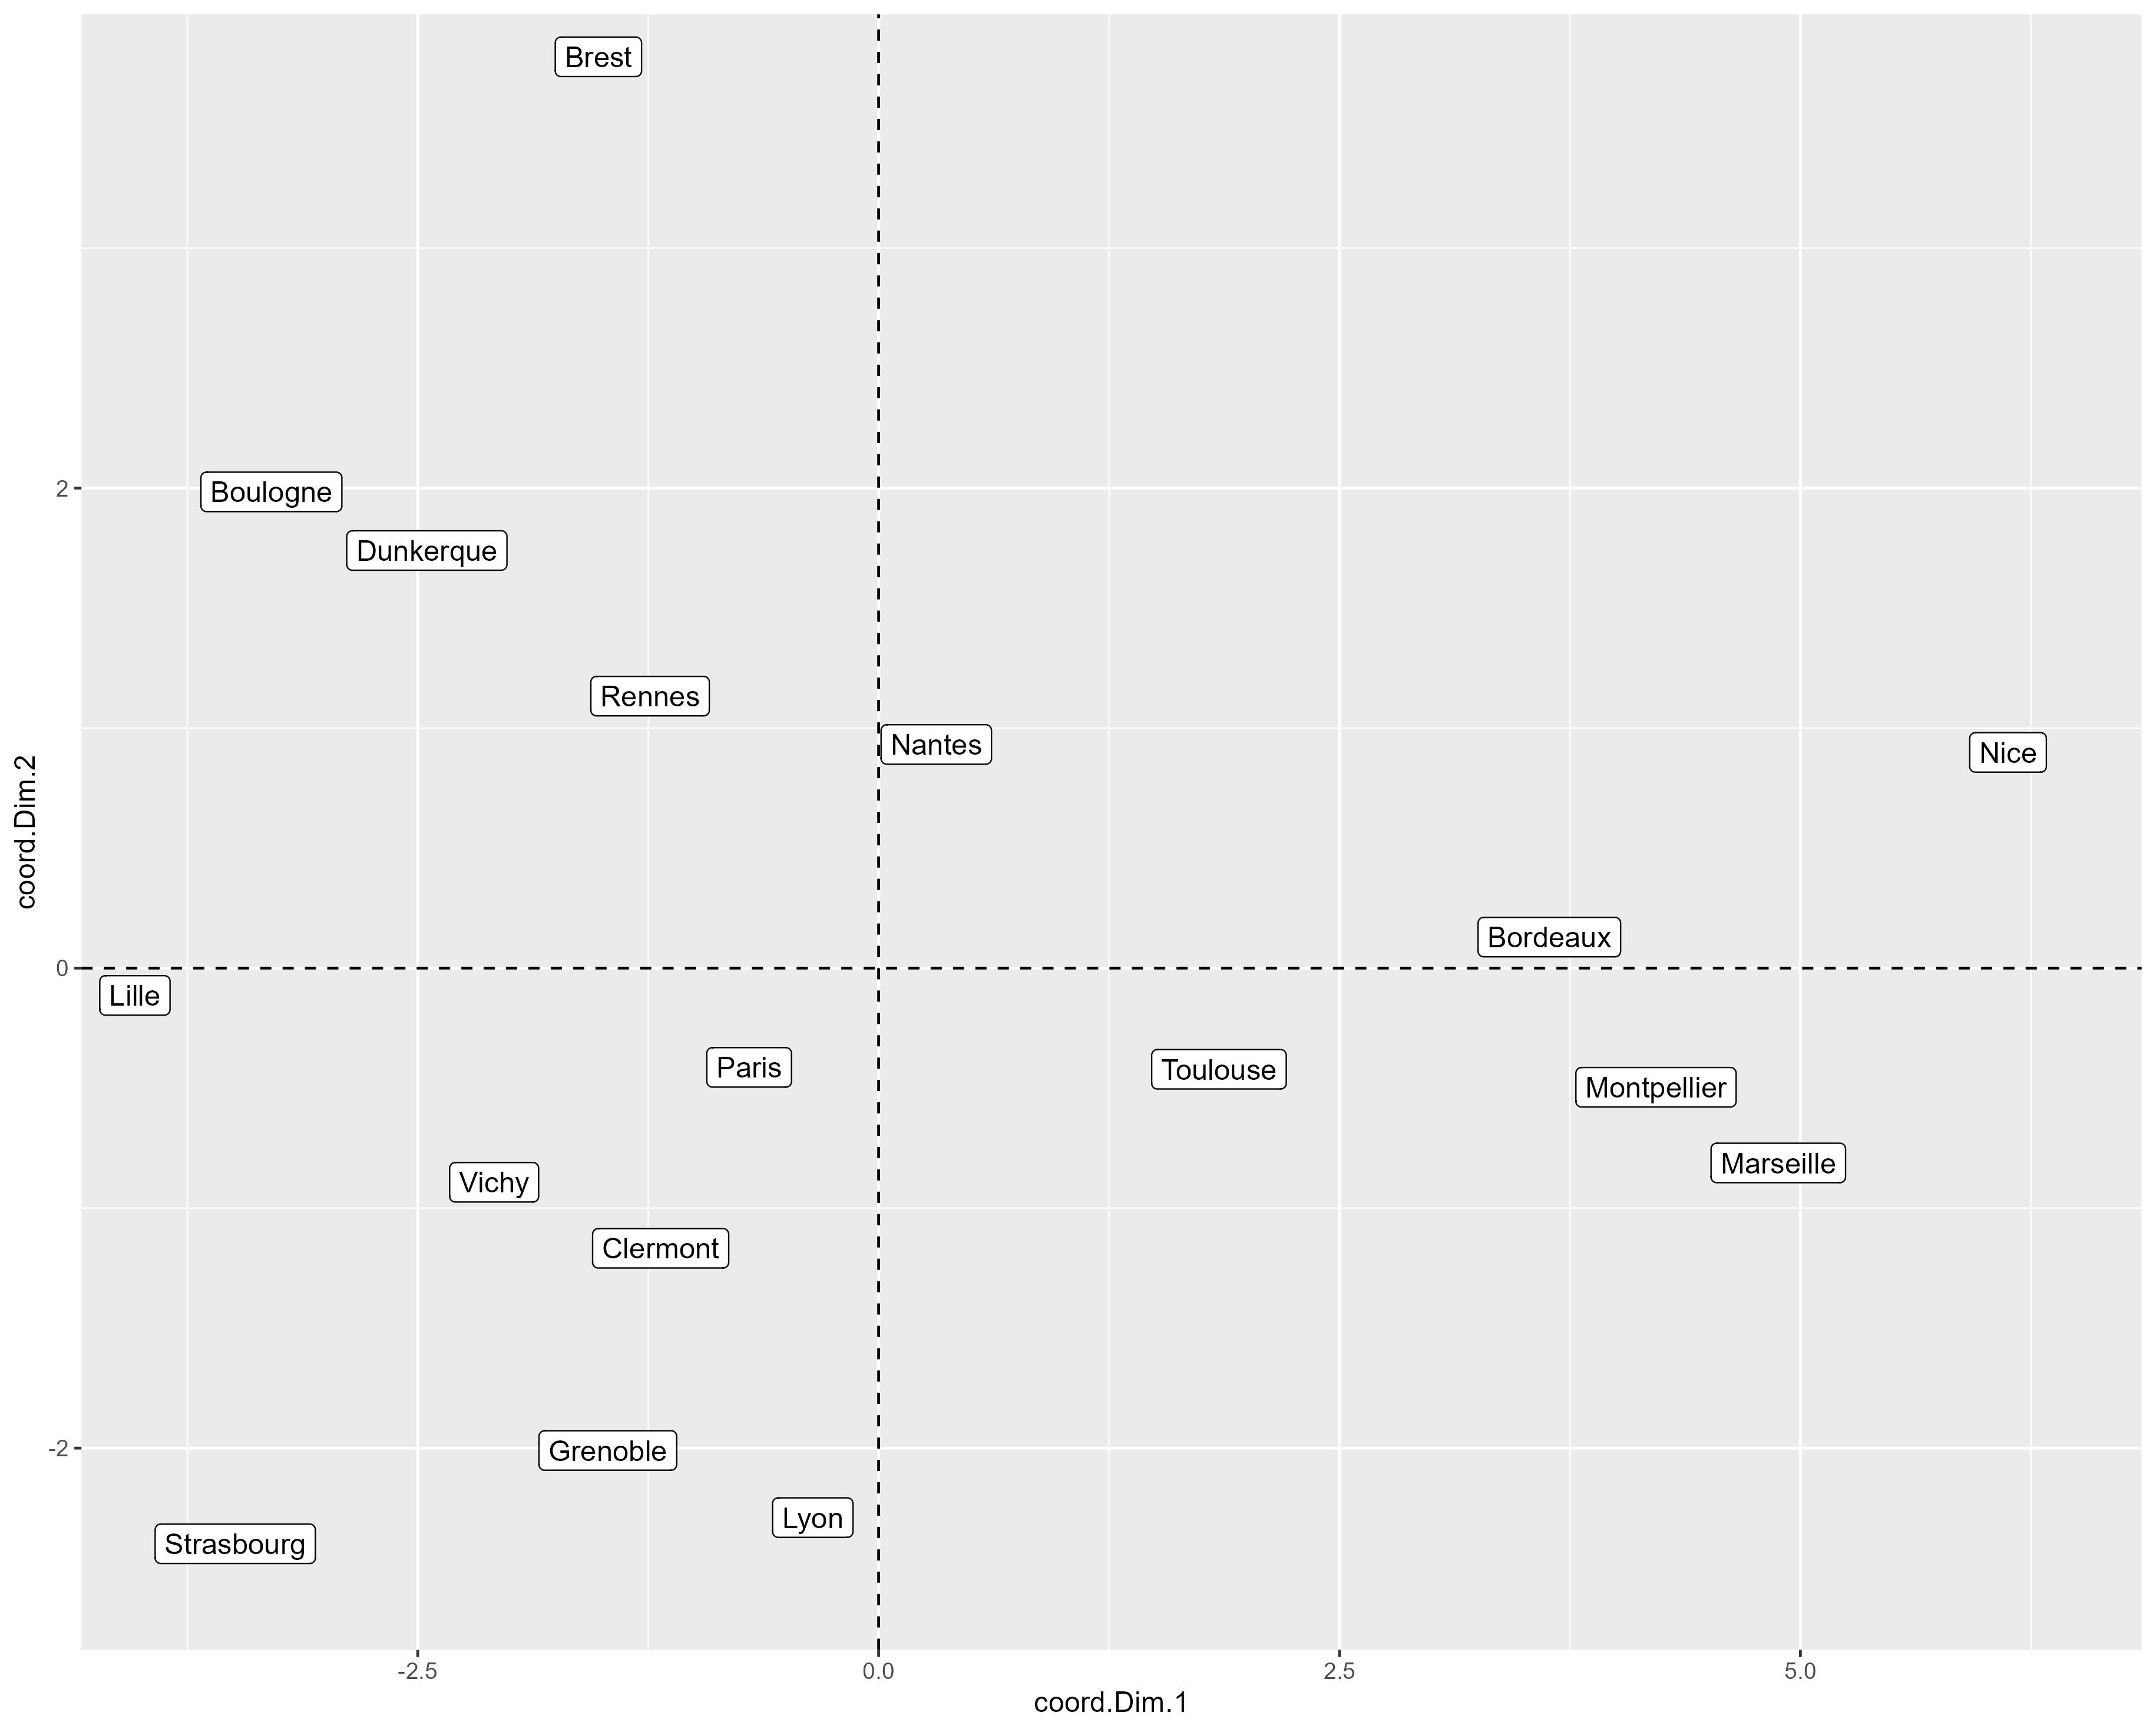 Brest
2
Boulogne
Dunkerque
Rennes
Nantes
Nice
coord.Dim.2
Bordeaux
0
Lille
Paris
Toulouse
Montpellier
Marseille
Vichy
Clermont
-2
Grenoble
Lyon
Strasbourg
-2.5 0.0 2.5 5.0
coord.Dim.1